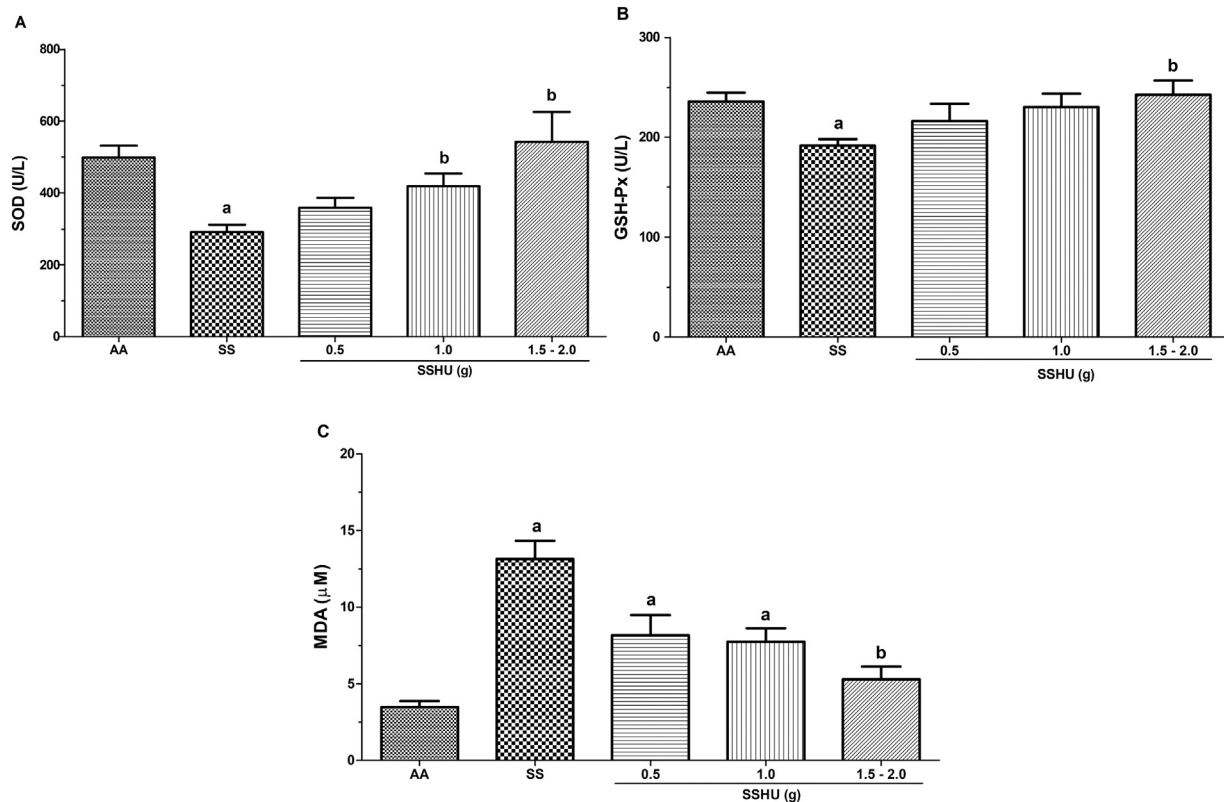 A
SOD (U/L)
800
600
400
200
0
a
b
b
AA
SS
0.5
1.0
1.5 - 2.0
SSHU (g)
B
GSH-Px (U/L)
300
200
100
0
a
b
AA
SS
0.5
1.0
1.5 - 2.0
SSHU (g)
C
MDA (μM)
20
15
10
5
0
a
a
a
b
AA
SS
0.5
1.0
1.5 - 2.0
SSHU (g)